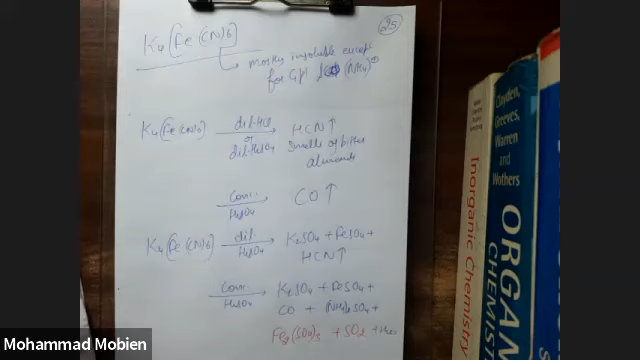 25
K4[Fe(CN)6]
→ mostly insoluble except
for GpI & (NH4)⊕
K4[Fe(CN)6] dil. HCl → HCN↑
or
dil. H2SO4 Smells of bitter
almonds
Conc. → CO↑
H2SO4
K4[Fe(CN)6] dil. → K2SO4 + FeSO4 +
H2SO4 HCN↑
Conc. → K2SO4 + FeSO4 +
H2SO4 CO + (NH4)2SO4 +
Fe2(SO4)3 + SO2 + H2O
Inorganic Chemistry
Clayden,
Greeves,
Warren
and
Wothers
ORGAN
CHEMISTRY
Mohammad Mobien